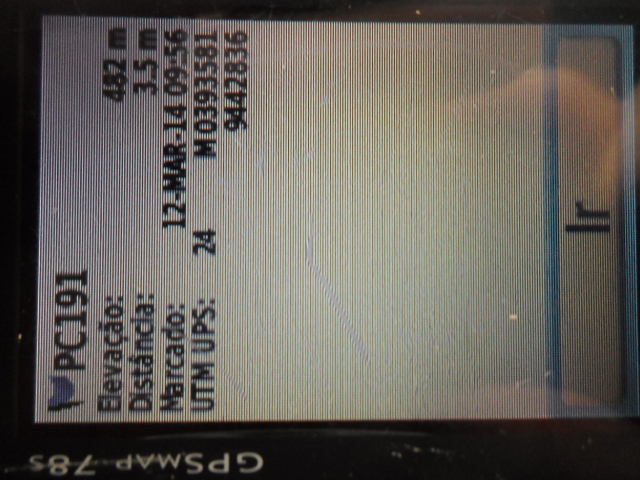 PC191
Elevação: 482 m
Distância: 3.5 m
Marcado: 12-MAR-14 09:56
UTM UPS: 24 M 0393581
9442836
Ir
GPSMAP 78S